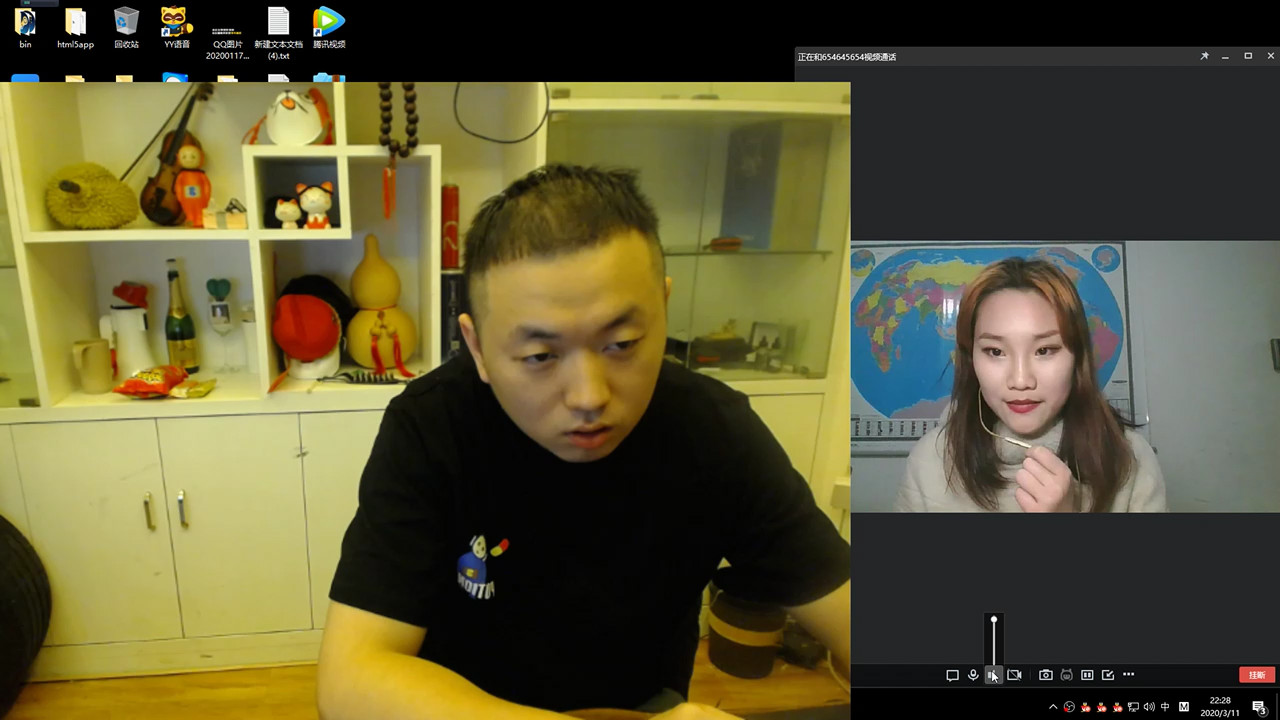 bin
html5app
回收站
YY语音
QQ图片
20200117...
新建文本文档
(4).txt
腾讯视频
正在和654645654视频通话
挂断
中
M
22:28
2020/3/11
3